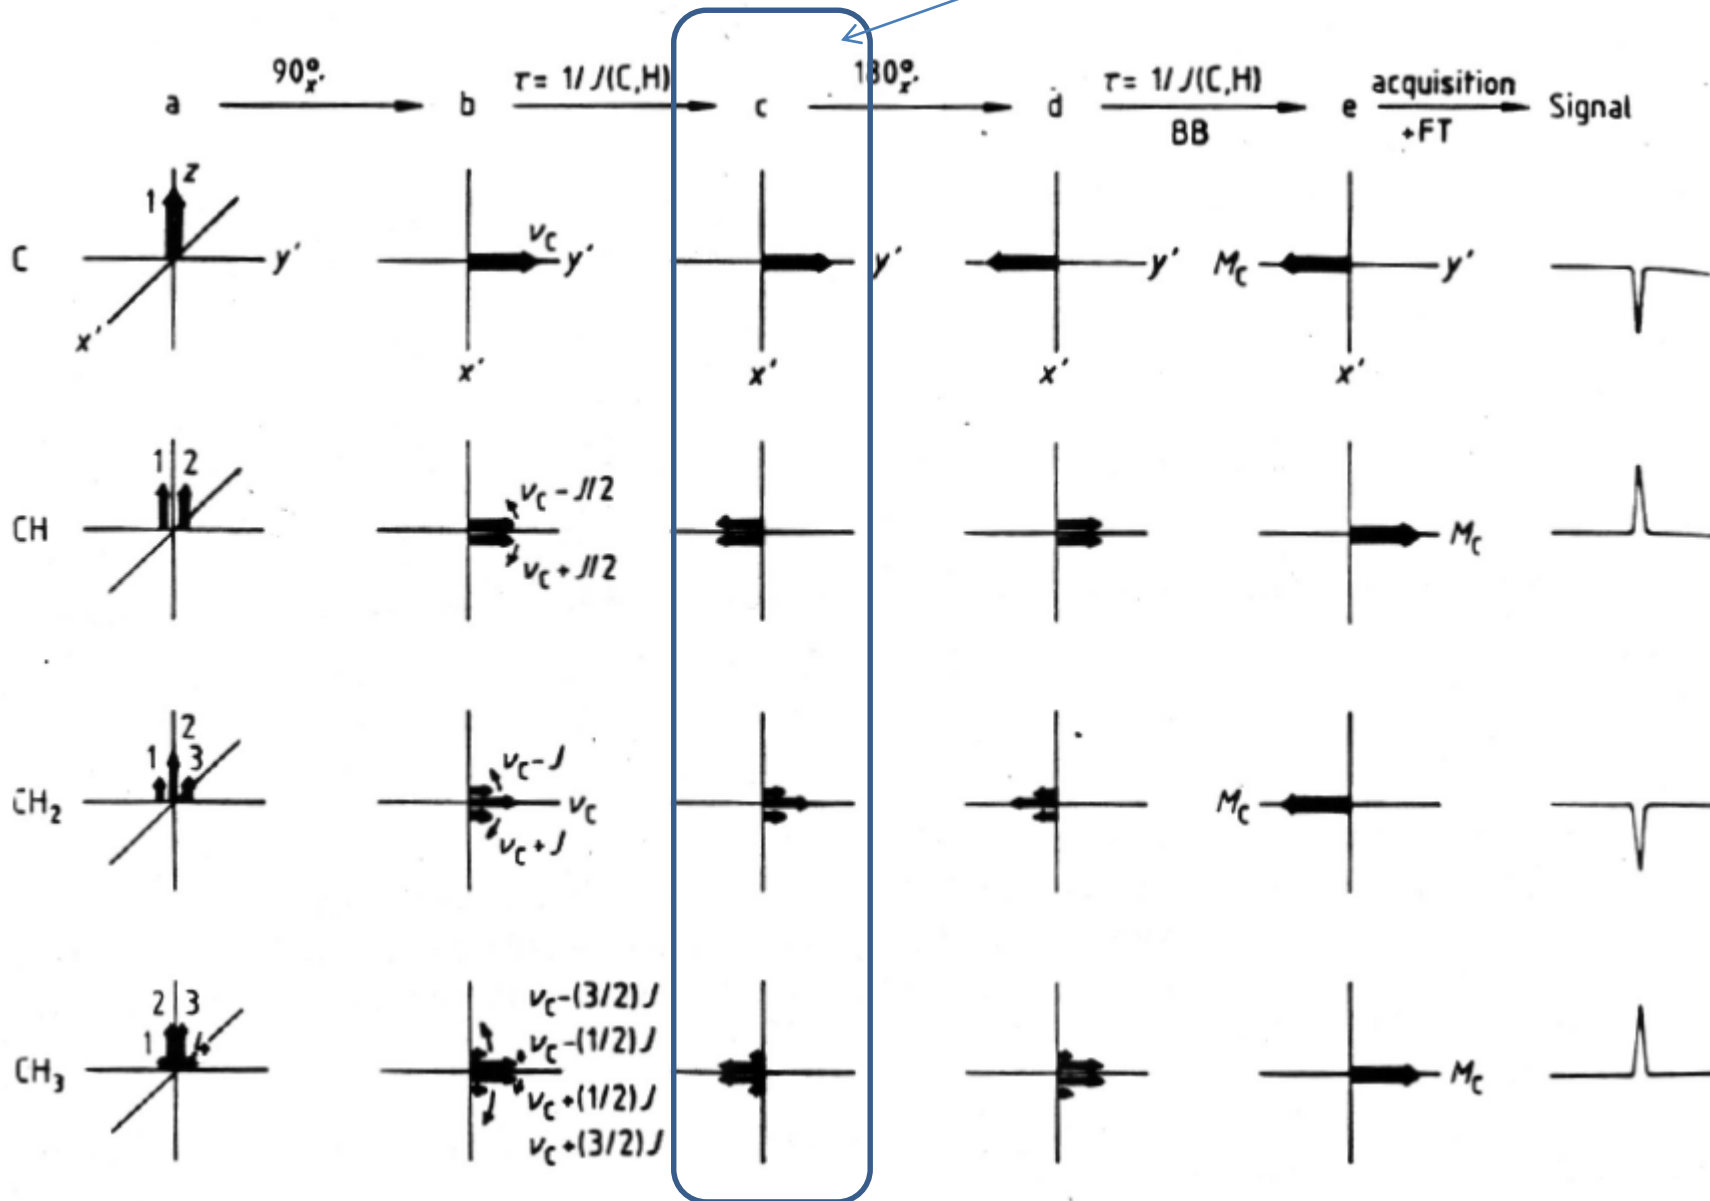 a 90°x' b τ = 1/J(C,H) c 180°x' d τ = 1/J(C,H) BB e acquisition +FT Signal
C
1 z y' x'
νC y' x'
y' x'
y' x'
MC y' x'
CH
1 2
νC - J/2
νC + J/2
MC
CH2
1 2 3
νC - J
νC
νC + J
MC
CH3
1 2 3 4
νC -(3/2) J
νC -(1/2) J
νC +(1/2) J
νC +(3/2) J
MC